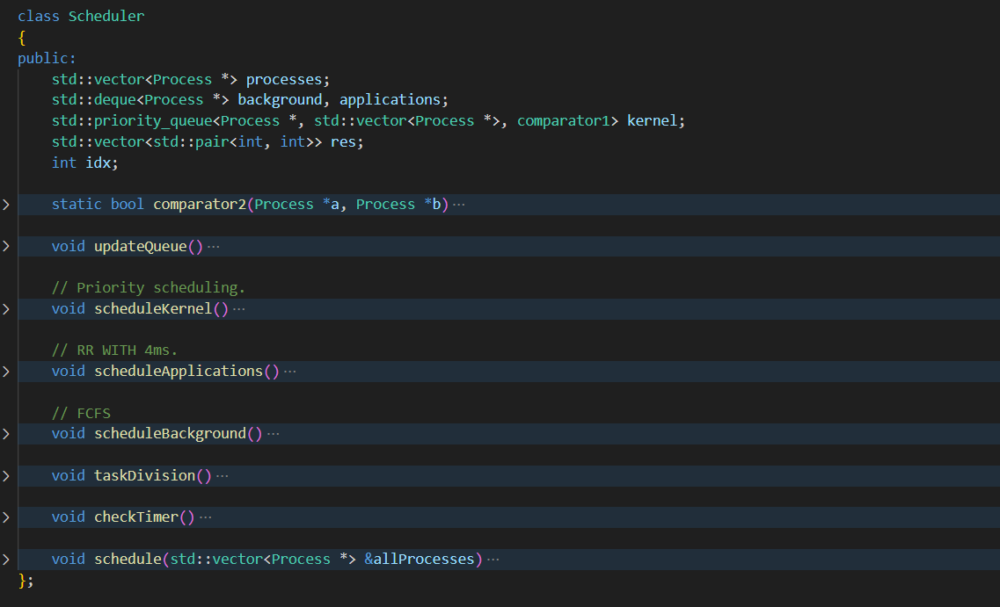 class Scheduler
{
public:
    std::vector<Process *> processes;
    std::deque<Process *> background, applications;
    std::priority_queue<Process *, std::vector<Process *>, comparator1> kernel;
    std::vector<std::pair<int, int>> res;
    int idx;
    static bool comparator2(Process *a, Process *b)···
    void updateQueue()···
    // Priority scheduling.
    void scheduleKernel()···
    // RR WITH 4ms.
    void scheduleApplications()···
    // FCFS
    void scheduleBackground()···
    void taskDivision()···
    void checkTimer()···
    void schedule(std::vector<Process *> &allProcesses)···
};